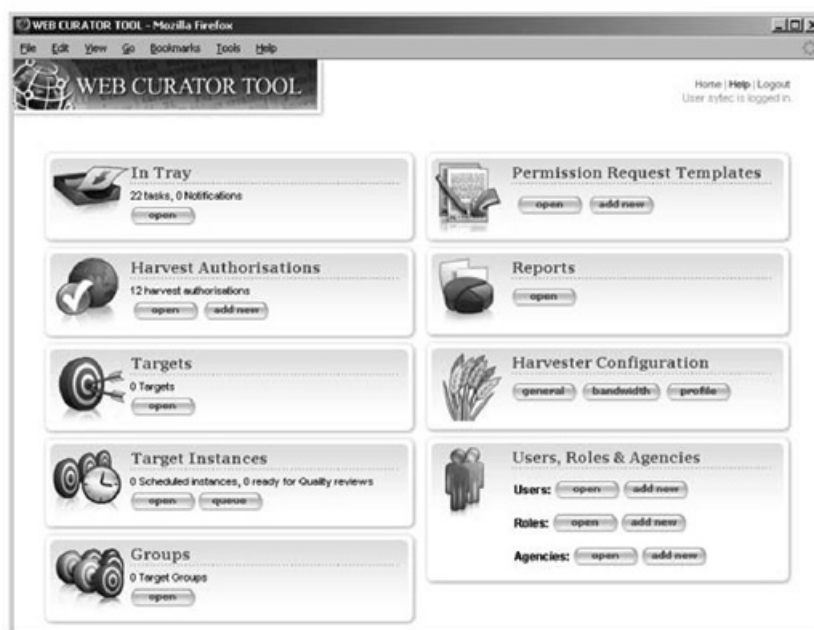 WEB CURATOR TOOL - Mozilla Firefox
File Edit View Go Bookmarks Tools Help
WEB CURATOR TOOL
Home | Help | Logout
User sytec is logged in.
In Tray
22 tasks, 0 Notifications
open
Harvest Authorisations
12 harvest authorisations
open add new
Targets
0 Targets
open
Target Instances
0 Scheduled instances, 0 ready for Quality reviews
open queue
Groups
0 Target Groups
open
Permission Request Templates
open add new
Reports
open
Harvester Configuration
general bandwidth profile
Users, Roles & Agencies
Users: open add new
Roles: open add new
Agencies: open add new